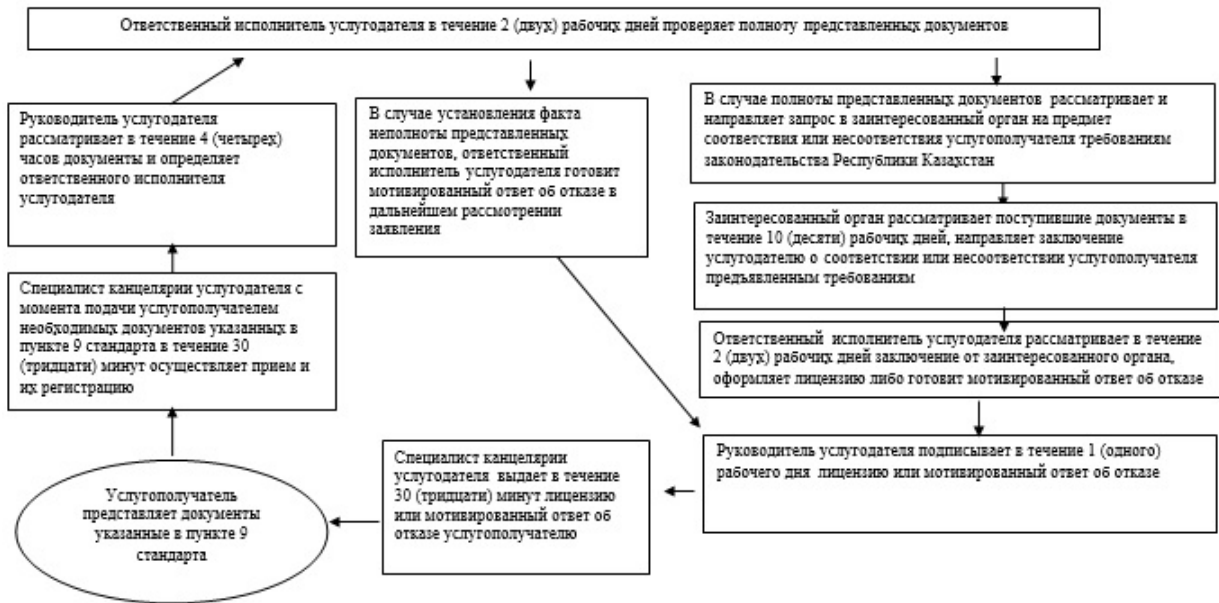 Ответственный исполнитель услугодателя в течение 2 (двух) рабочих дней проверяет полноту представленных документов
Руководитель услугодателя
рассматривает в течение 4 (четырех)
часов документы и определяет
ответственного исполнителя
услугодателя
В случае установления факта
неполноты представленных
документов, ответственный
исполнитель услугодателя готовит
мотивированный ответ об отказе в
дальнейшем рассмотрении
заявления
В случае полноты представленных документов рассматривает и
направляет запрос в заинтересованный орган на предмет
соответствия или несоответствия услугополучателя требованиям
законодательства Республики Казахстан
Заинтересованный орган рассматривает поступившие документы в
течение 10 (десяти) рабочих дней, направляет заключение
услугодателю о соответствии или несоответствии услугополучателя
предъявленным требованиям
Специалист канцелярии услугодателя с
момента подачи услугополучателем
необходимых документов указанных в
пункте 9 стандарта в течение 30
(тридцати) минут осуществляет прием и
их регистрацию
Ответственный исполнитель услугодателя рассматривает в течение
2 (двух) рабочих дней заключение от заинтересованного органа,
оформляет лицензию либо готовит мотивированный ответ об отказе
Руководитель услугодателя подписывает в течение 1 (одного)
рабочего дня лицензию или мотивированный ответ об отказе
Специалист канцелярии
услугодателя выдает в течение
30 (тридцати) минут лицензию
или мотивированный ответ об
отказе услугополучателю
Услугополучатель
представляет документы
указанные в пункте 9
стандарта